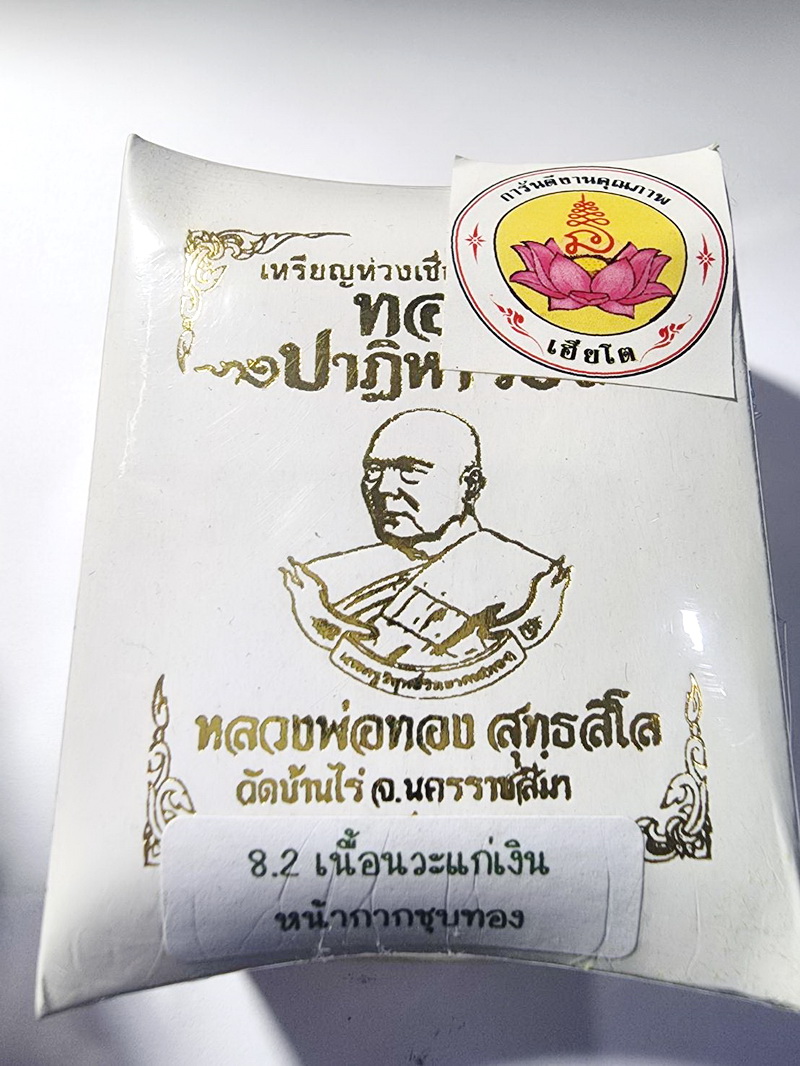 การันตีงานคุณภาพ
เฮียโต
เหรียญห่วงเชื่
ปาฏิหาร
หลวงพ่อทอง สุทฺธสีโล
วัดบ้านไร่ จ.นครราชสีมา
8.2 เนื้อนวะแก่เงิน
หน้ากากชุบทอง